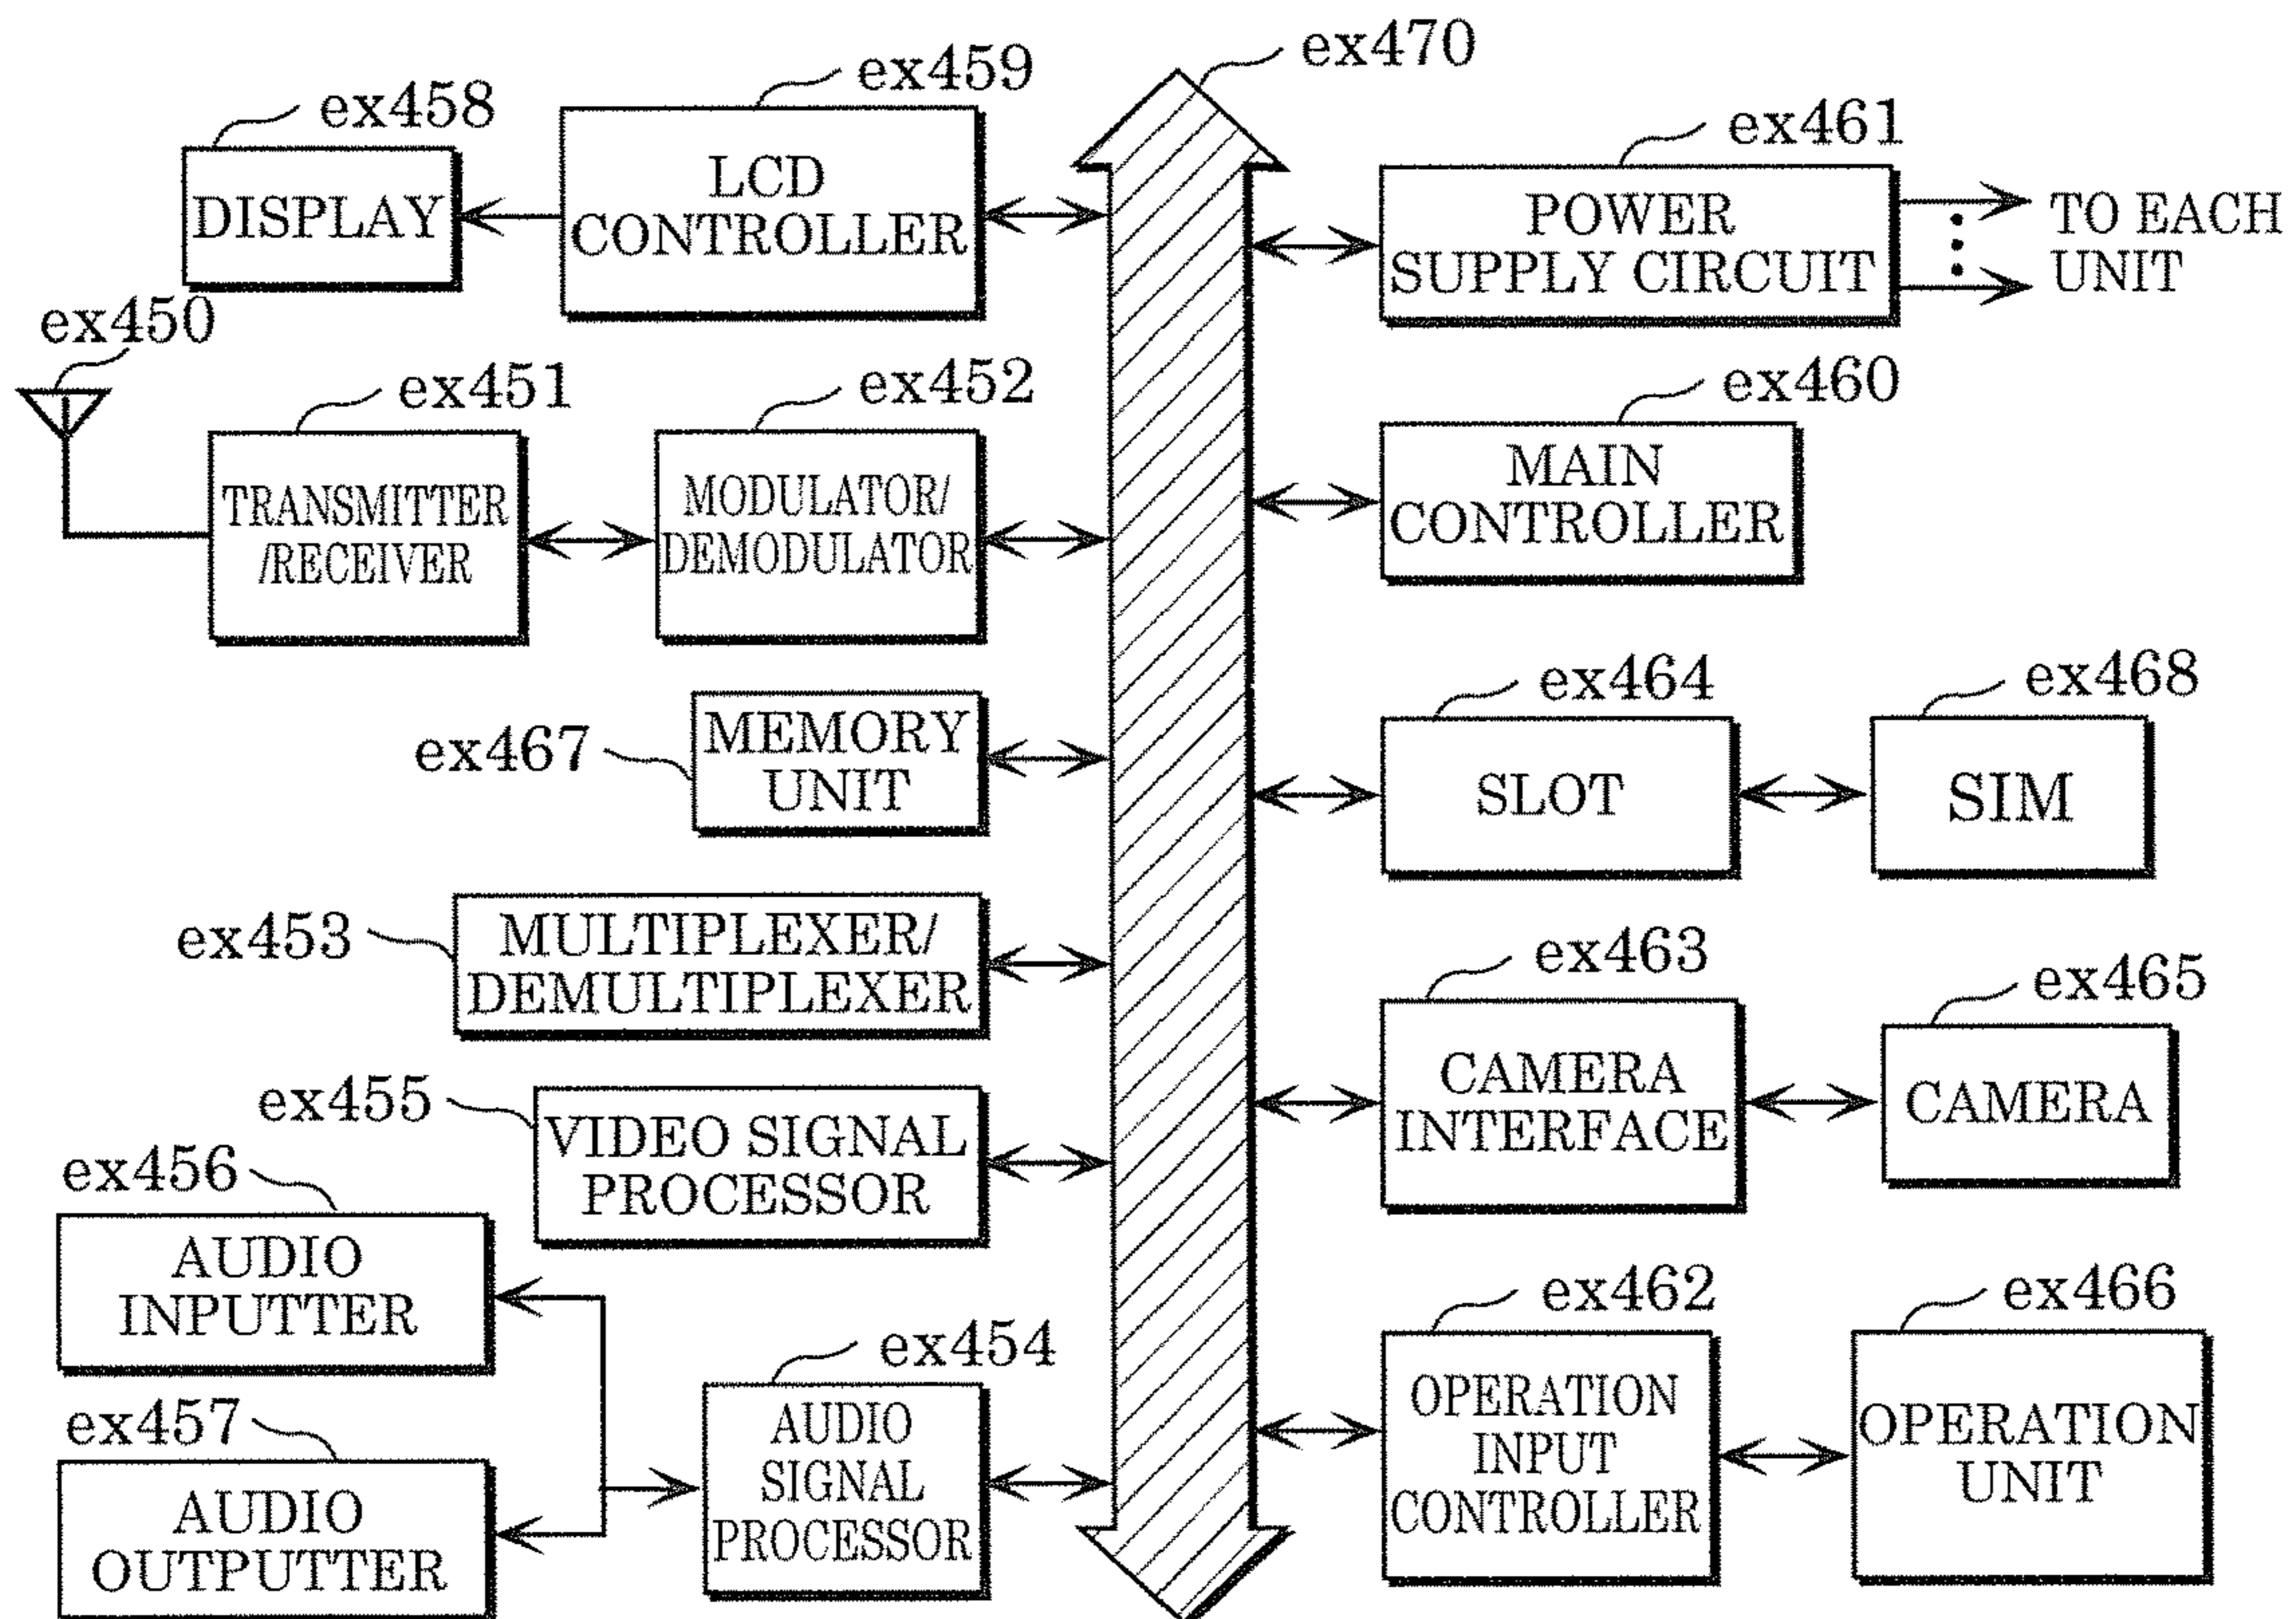 ex470
ex459
ex458
LCD
CONTROLLER
DISPLAY
ex461
POWER
SUPPLY CIRCUIT
TO EACH
UNIT
ex450
ex451
TRANSMITTER
/RECEIVER
ex452
MODULATOR/
DEMODULATOR
ex460
MAIN
CONTROLLER
ex467
MEMORY
UNIT
ex464
SLOT
ex468
SIM
ex453
MULTIPLEXER/
DEMULTIPLEXER
ex463
CAMERA
INTERFACE
ex465
CAMERA
ex455
VIDEO SIGNAL
PROCESSOR
ex456
AUDIO
INPUTTER
ex457
AUDIO
OUTPUTTER
ex454
AUDIO
SIGNAL
PROCESSOR
ex462
OPERATION
INPUT
CONTROLLER
ex466
OPERATION
UNIT